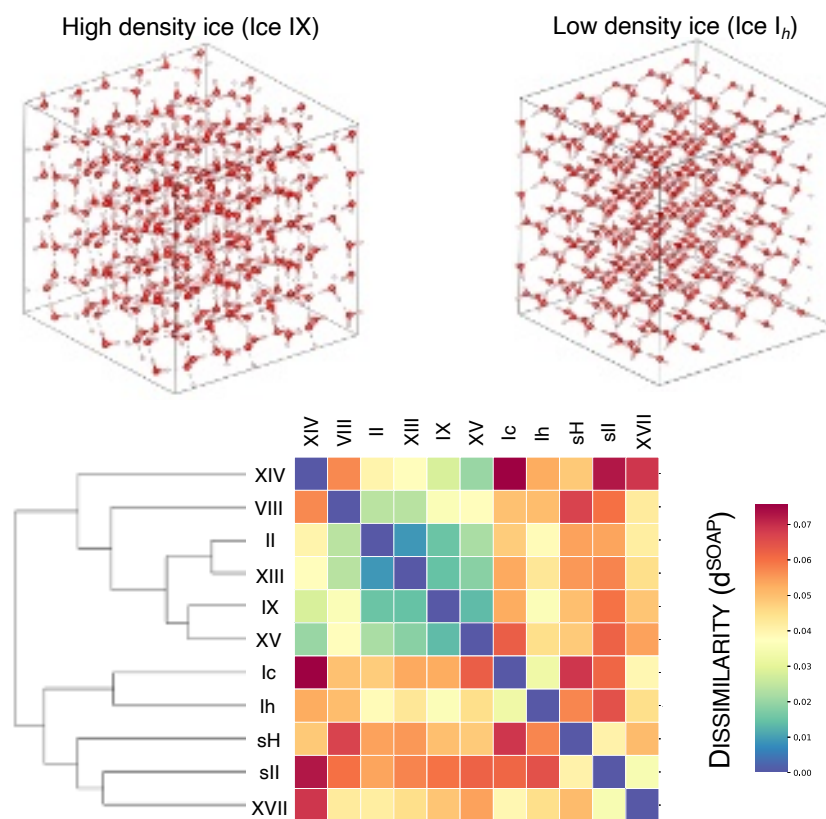 High density ice (Ice IX)
Low density ice (Ice Ih)
XIV VIII II XIII IX XV Ic Ih sH sII XVII
XIV
VIII
II
XIII
IX
XV
Ic
Ih
sH
sII
XVII
0.07
0.06
0.05
0.04
0.03
0.02
0.01
0.00
DISSIMILARITY (dSOAP)